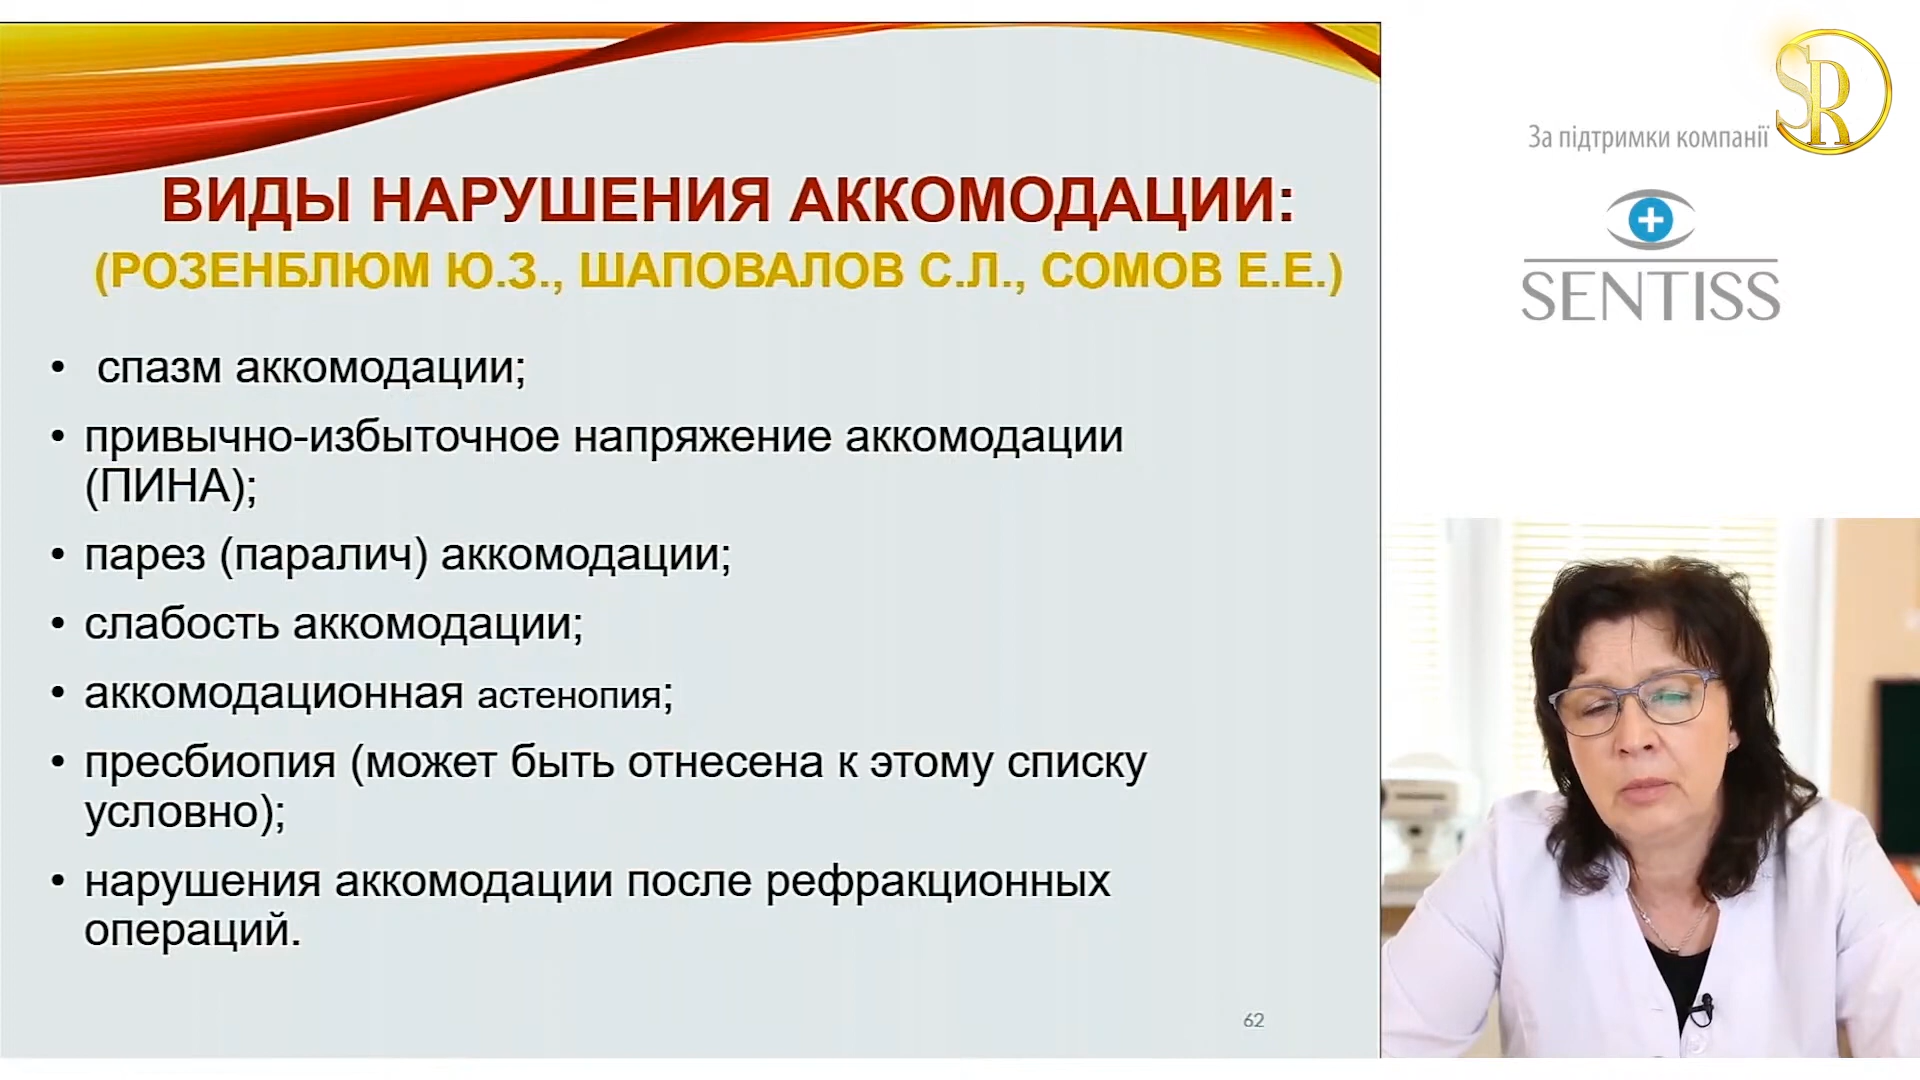 ВИДЫ НАРУШЕНИЯ АККОМОДАЦИИ:
(РОЗЕНБЛЮМ Ю.З., ШАПОВАЛОВ С.Л., СОМОВ Е.Е.)
• спазм аккомодации;
• привычно-избыточное напряжение аккомодации
(ПИНА);
• парез (паралич) аккомодации;
• слабость аккомодации;
• аккомодационная астенопия;
• пресбиопия (может быть отнесена к этому списку
условно);
• нарушения аккомодации после рефракционных
операций.
62
За підтримки компанії
SR
SENTISS